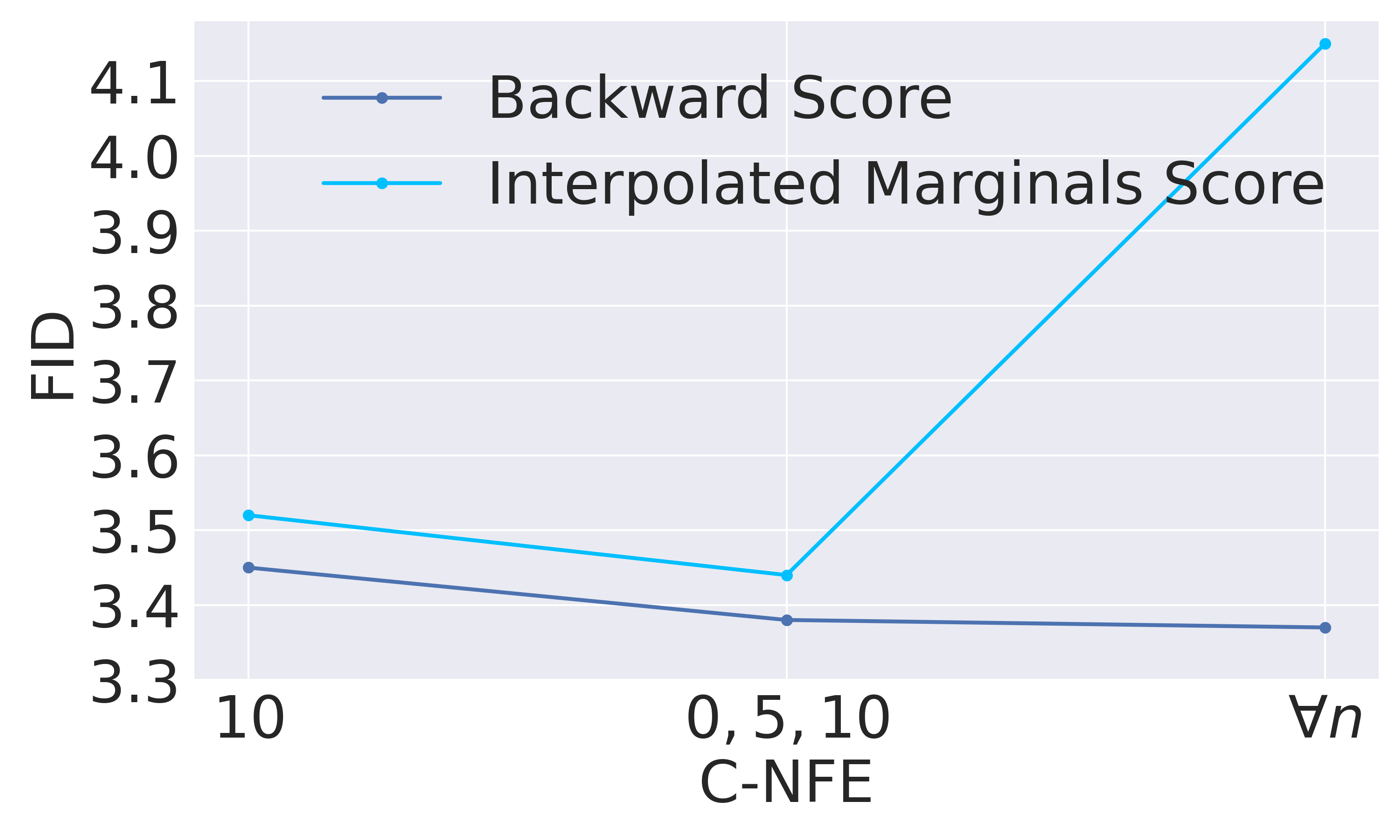 Backward Score
Interpolated Marginals Score
4.1
4.0
3.9
3.8
3.7
3.6
3.5
3.4
3.3
FID
10
0, 5, 10
∀n
C-NFE